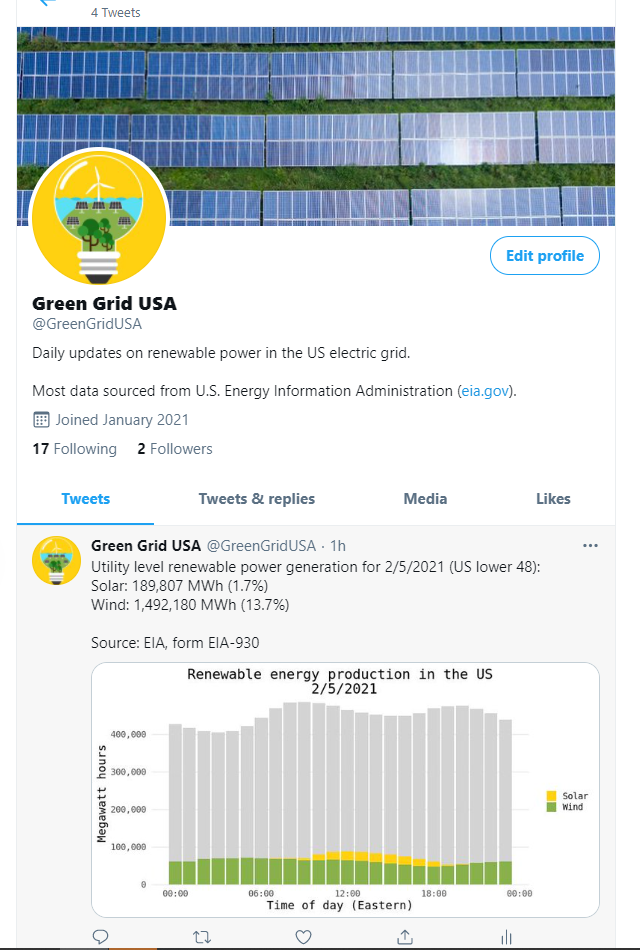 4 Tweets
Edit profile
Green Grid USA
@GreenGridUSA
Daily updates on renewable power in the US electric grid.
Most data sourced from U.S. Energy Information Administration (eia.gov).
Joined January 2021
17 Following 2 Followers
Tweets Tweets & replies Media Likes
Green Grid USA @GreenGridUSA · 1h
Utility level renewable power generation for 2/5/2021 (US lower 48):
Solar: 189,807 MWh (1.7%)
Wind: 1,492,180 MWh (13.7%)
Source: EIA, form EIA-930
Renewable energy production in the US
2/5/2021
Megawatt hours
400,000
300,000
200,000
100,000
0
Solar
Wind
00:00 06:00 12:00 18:00 00:00
Time of day (Eastern)